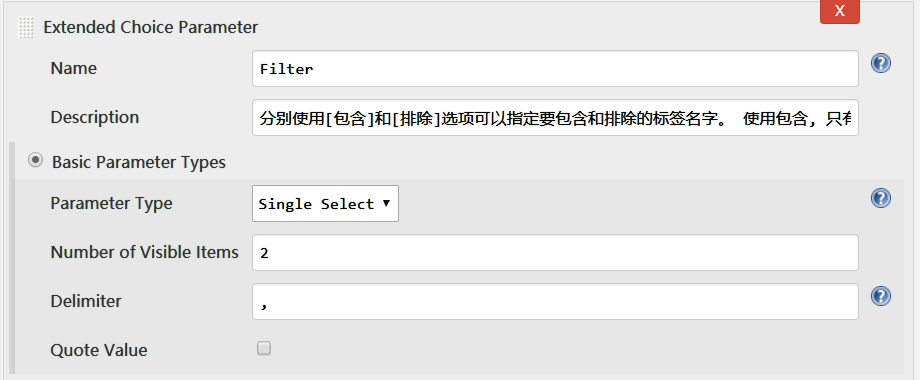 X
Extended Choice Parameter
Name
Filter
?
Description
分别使用[包含]和[排除]选项可以指定要包含和排除的标签名字。 使用包含, 只有
Basic Parameter Types
Parameter Type
Single Select
?
Number of Visible Items
2
Delimiter
,
?
Quote Value